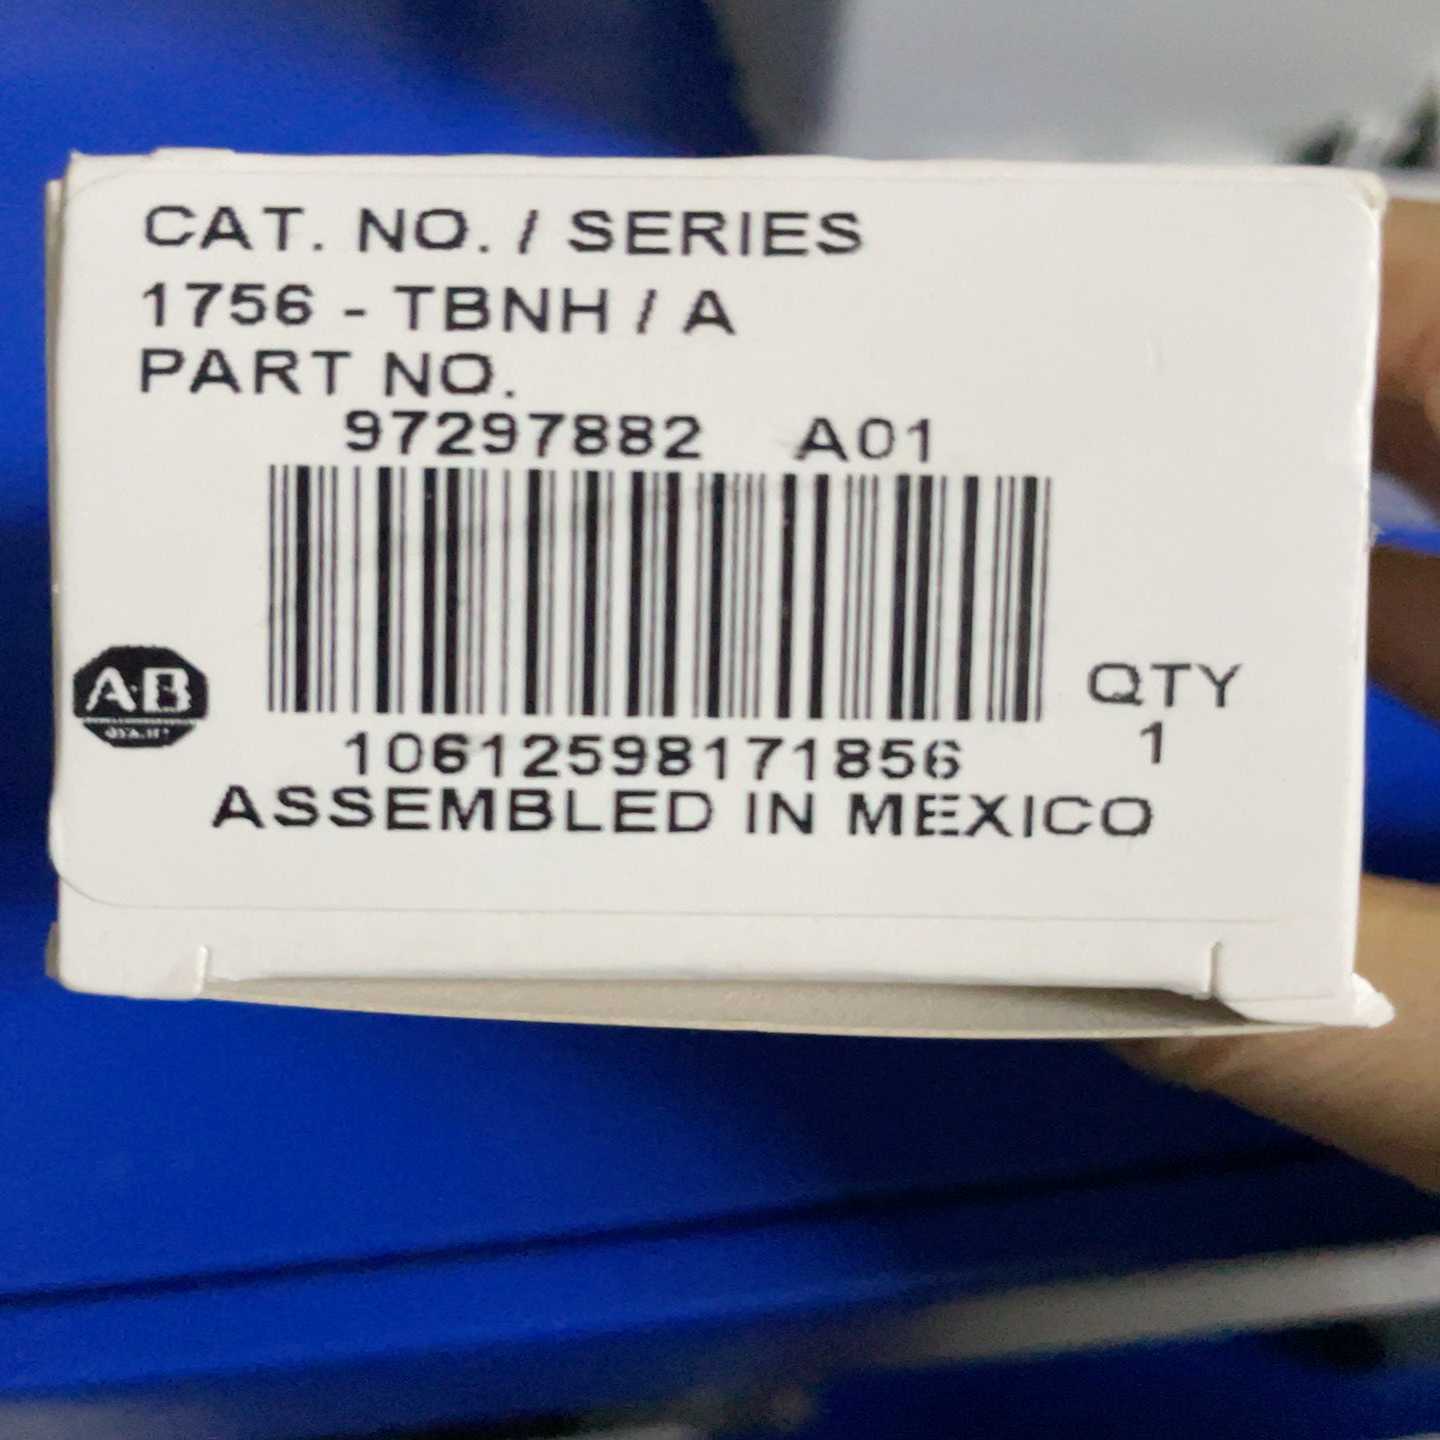 CAT. NO. / SERIES
1756 - TBNH / A
PART NO.
97297882 A01
10612598171856
QTY
1
AB
ASSEMBLED IN MEXICO